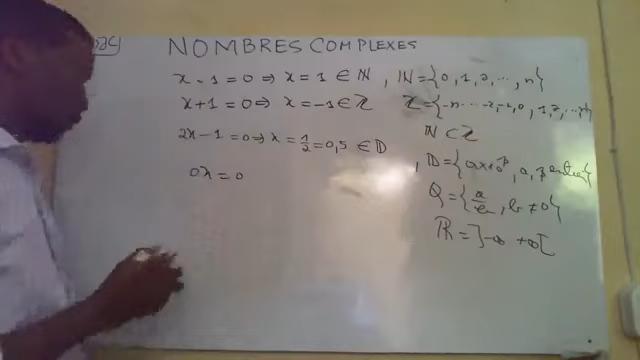 NOMBRES COMPLEXES
x - 1 = 0 ⇒ x = 1 ∈ ℕ , ℕ = {0, 1, 2, ..., n}
x + 1 = 0 ⇒ x = -1 ∈ ℤ ℤ = {-n ... -2, -1, 0, 1, 2, ..., n}
ℕ ⊂ ℤ
2x - 1 = 0 ⇒ x = 1/2 = 0,5 ∈ 𝔻
, 𝔻 = {a×10^p, a, p entier}
0x = 0
ℚ = {a/b, b ≠ 0}
ℝ = ]-∞ +∞[